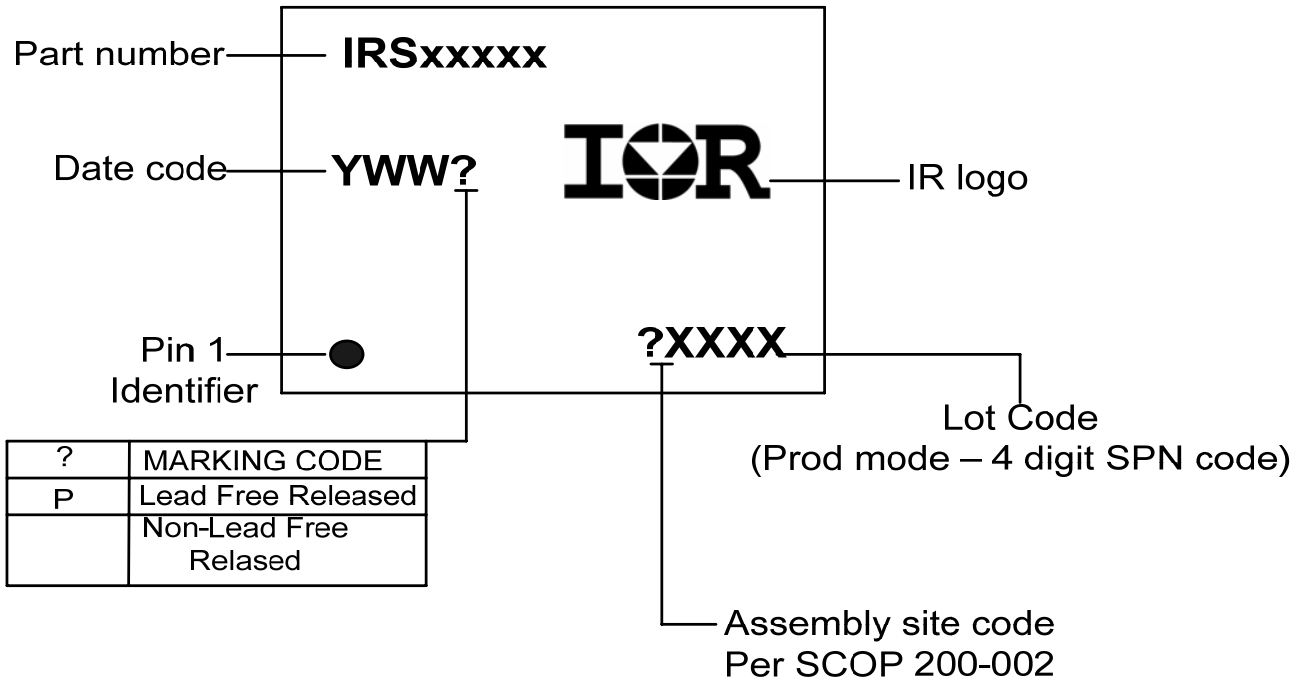 Part number
IRSxxxxx
Date code
YWW?
IOR
IR logo
Pin 1
Identifier
?XXXX
Lot Code
(Prod mode – 4 digit SPN code)
? MARKING CODE
P Lead Free Released
Non-Lead Free
Relased
Assembly site code
Per SCOP 200-002